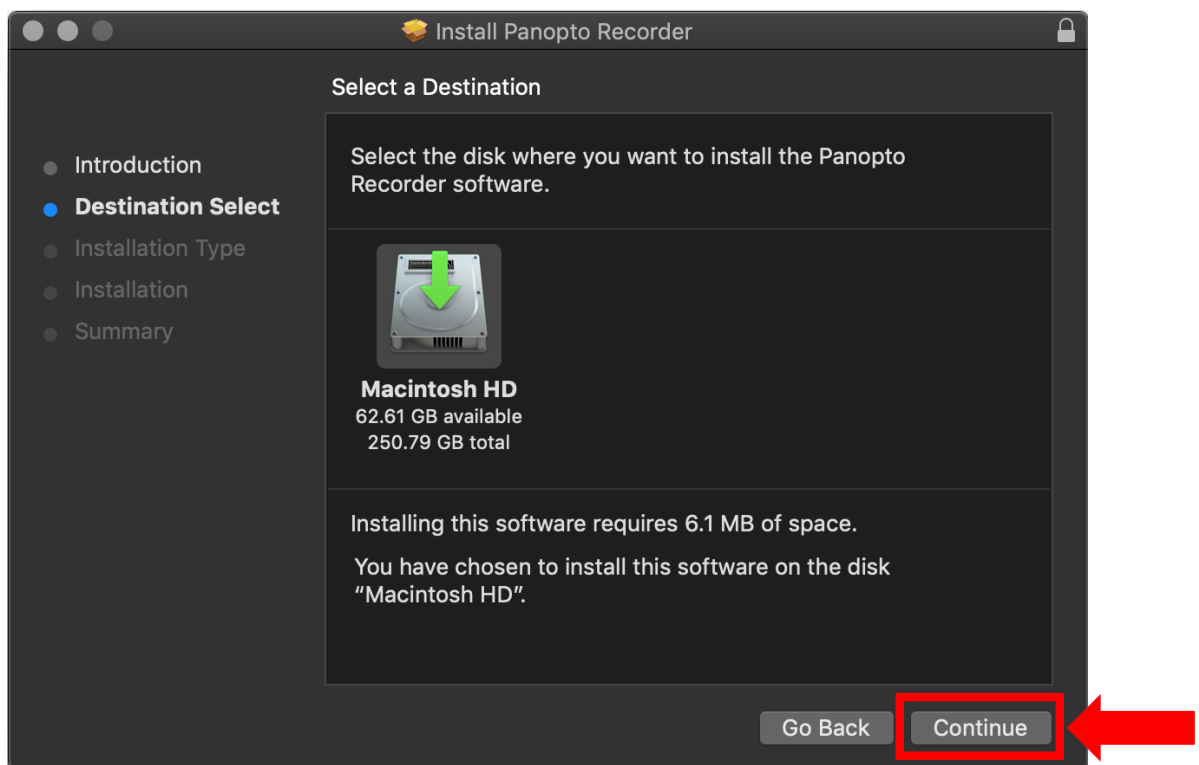 Install Panopto Recorder
Select a Destination
Introduction
Destination Select
Installation Type
Installation
Summary
Select the disk where you want to install the Panopto
Recorder software.
Macintosh HD
62.61 GB available
250.79 GB total
Installing this software requires 6.1 MB of space.
You have chosen to install this software on the disk
“Macintosh HD”.
Go Back
Continue